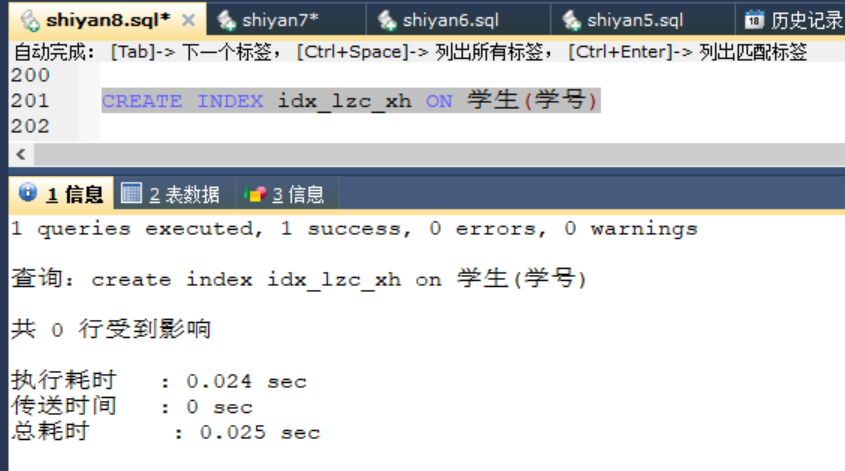 shiyan8.sql* × shiyan7* shiyan6.sql shiyan5.sql 18 历史记录
自动完成： [Tab]-> 下一个标签， [Ctrl+Space]-> 列出所有标签， [Ctrl+Enter]-> 列出匹配标签
200
201 CREATE INDEX idx_lzc_xh ON 学生(学号)
202
1 信息 2 表数据 3 信息
1 queries executed, 1 success, 0 errors, 0 warnings
查询：create index idx_lzc_xh on 学生(学号)
共 0 行受到影响
执行耗时 : 0.024 sec
传送时间 : 0 sec
总耗时 : 0.025 sec